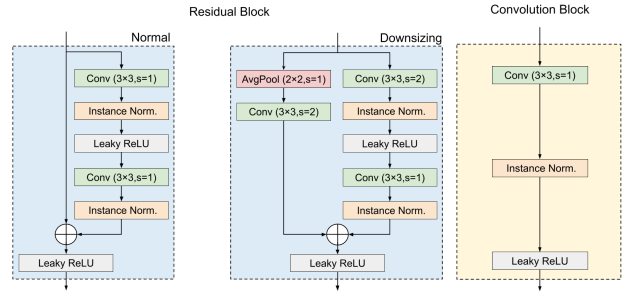 Residual Block
Convolution Block
Normal
Conv (3×3,s=1)
Instance Norm.
Leaky ReLU
Conv (3×3,s=1)
Instance Norm.
Leaky ReLU
Downsizing
AvgPool (2×2,s=1)
Conv (3×3,s=2)
Conv (3×3,s=2)
Instance Norm.
Leaky ReLU
Conv (3×3,s=1)
Instance Norm.
Leaky ReLU
Conv (3×3,s=1)
Instance Norm.
Leaky ReLU